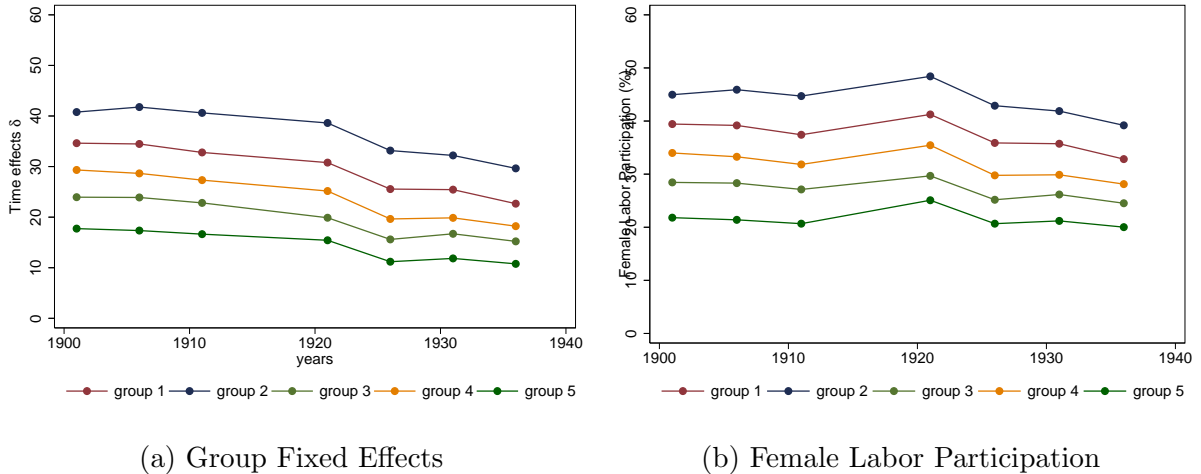 60
50
40
30
20
10
0
Time effects δ
1900
1910
1920
1930
1940
years
group 1
group 2
group 3
group 4
group 5
(a) Group Fixed Effects
60
50
40
30
20
10
0
Female Labor Participation (%)
1900
1910
1920
1930
1940
group 1
group 2
group 3
group 4
group 5
(b) Female Labor Participation